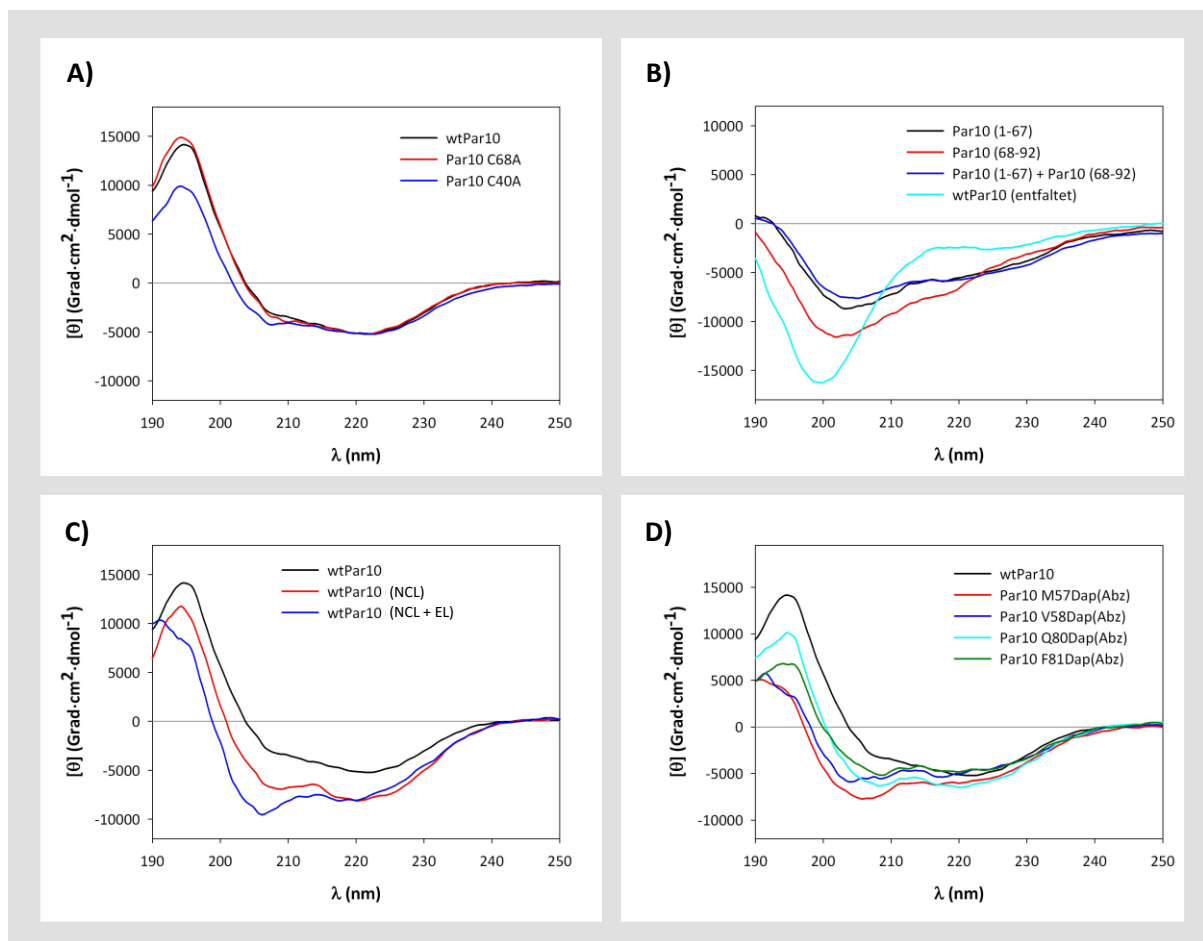 A)
wtPar10
Par10 C68A
Par10 C40A
15000
10000
5000
0
-5000
-10000
[θ] (Grad·cm²·dmol⁻¹)
190 200 210 220 230 240 250
λ (nm)
B)
Par10 (1-67)
Par10 (68-92)
Par10 (1-67) + Par10 (68-92)
wtPar10 (entfaltet)
10000
5000
0
-5000
-10000
-15000
[θ] (Grad·cm²·dmol⁻¹)
190 200 210 220 230 240 250
λ (nm)
C)
wtPar10
wtPar10 (NCL)
wtPar10 (NCL + EL)
15000
10000
5000
0
-5000
-10000
[θ] (Grad·cm²·dmol⁻¹)
190 200 210 220 230 240 250
λ (nm)
D)
wtPar10
Par10 M57Dap(Abz)
Par10 V58Dap(Abz)
Par10 Q80Dap(Abz)
Par10 F81Dap(Abz)
15000
10000
5000
0
-5000
-10000
[θ] (Grad·cm²·dmol⁻¹)
190 200 210 220 230 240 250
λ (nm)